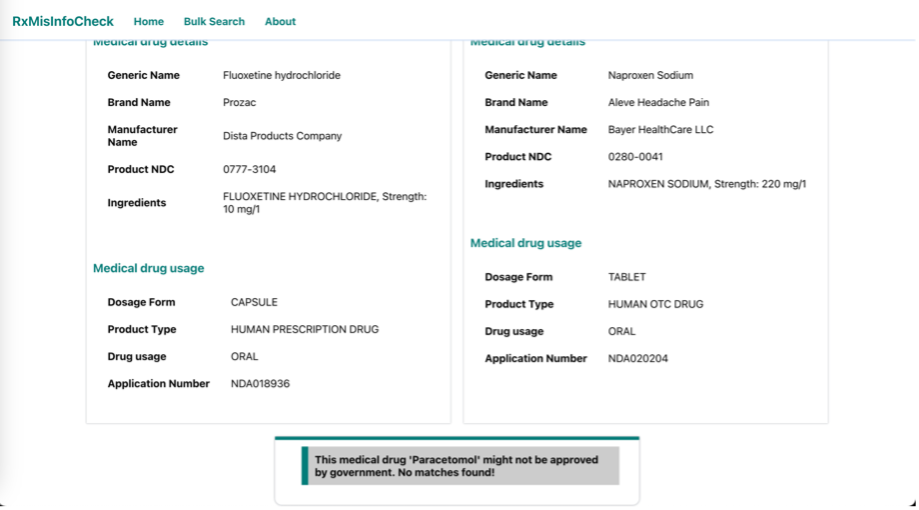 RxMisInfoCheck Home Bulk Search About
Medical drug details
Generic Name Fluoxetine hydrochloride
Brand Name Prozac
Manufacturer
Name Dista Products Company
Product NDC 0777-3104
Ingredients FLUOXETINE HYDROCHLORIDE, Strength:
10 mg/1
Medical drug usage
Dosage Form CAPSULE
Product Type HUMAN PRESCRIPTION DRUG
Drug usage ORAL
Application Number NDA018936
Medical drug details
Generic Name Naproxen Sodium
Brand Name Aleve Headache Pain
Manufacturer Name Bayer HealthCare LLC
Product NDC 0280-0041
Ingredients NAPROXEN SODIUM, Strength: 220 mg/1
Medical drug usage
Dosage Form TABLET
Product Type HUMAN OTC DRUG
Drug usage ORAL
Application Number NDA020204
This medical drug 'Paracetomol' might not be approved
by government. No matches found!